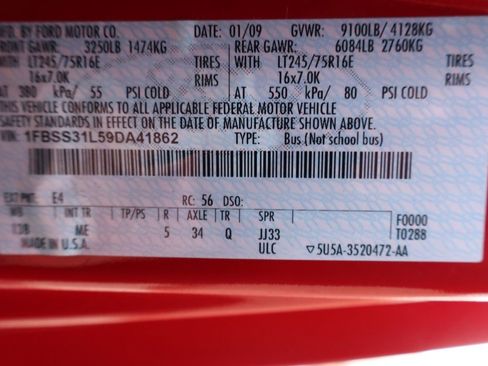 MFD. BY FORD MOTOR CO. 01/09 GVWR: 9100LB/ 4128KG
FRONT GAWR: 3250LB 1474KG REAR GAWR: 6084LB 2760KG
WITH LT245/75R16E TIRES WITH LT245/75R16E TIRES
16x7.0K RIMS 16x7.0K RIMS
AT 380 kPa/ 55 PSI COLD AT 550 kPa/ 80 PSI COLD
THIS VEHICLE CONFORMS TO ALL APPLICABLE FEDERAL MOTOR VEHICLE
SAFETY STANDARDS IN EFFECT ON THE DATE OF MANUFACTURE SHOWN ABOVE.
VIN: 1FBSS31L59DA41862 TYPE: Bus (Not school bus)
EXT PNT: E4 RC: 56 DSO:
WB INT TR TP/PS R AXLE TR SPR F0000
138 ME 5 34 Q JJ33 T0288
MADE IN U.S.A. ULC ▽5U5A-3520472-AA